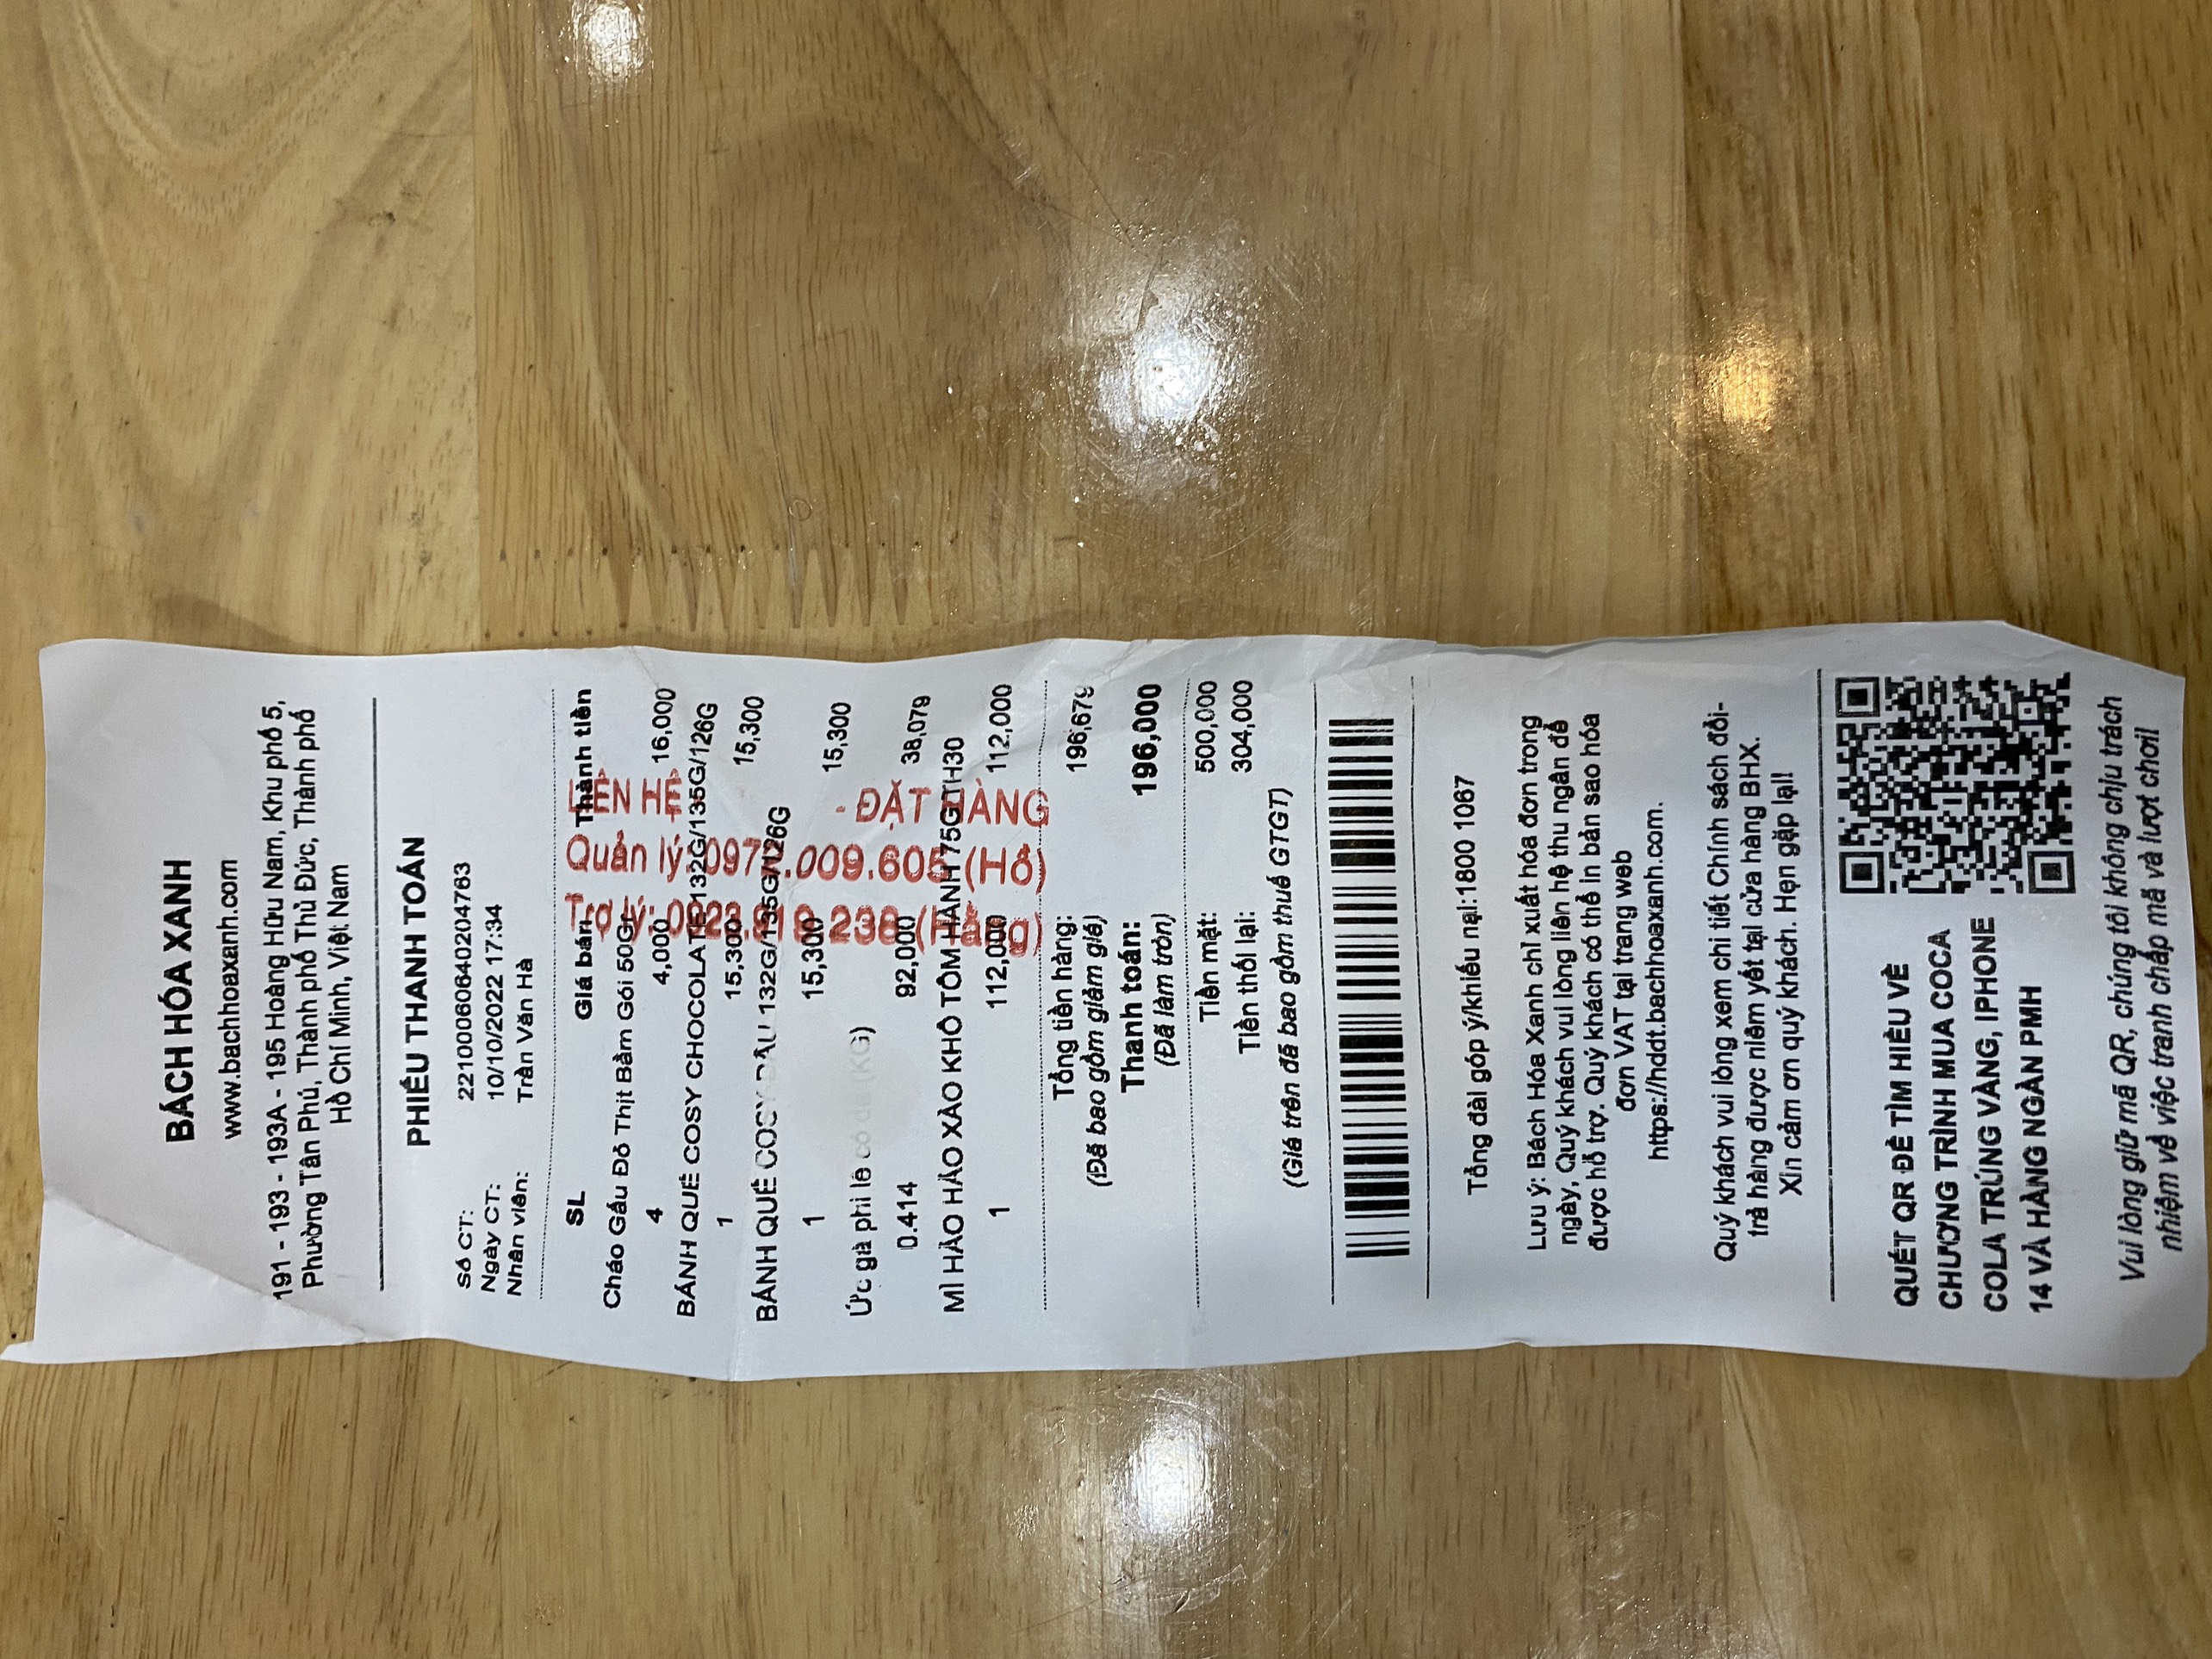 BÁCH HÓA XANH
www.bachhoaxanh.com
191 - 193 - 193A - 195 Hoàng Hữu Nam, Khu phố 5,
Phường Tân Phú, Thành phố Thủ Đức, Thành phố
Hồ Chí Minh, Việt Nam
PHIẾU THANH TOÁN
Số CT: 22100060640204763
Ngày CT: 10/10/2022 17:34
Nhân viên: Trần Văn Hà
SL Giá bán Thành tiền
Cháo Gấu Đỏ Thịt Bằm Gói 50Gr
4 4,000 16,000
BÁNH QUẾ COSY CHOCOLATE 132G/135G/126G
1 15,300 15,300
BÁNH QUẾ COSY DÂU 132G/135G/126G
1 15,300 15,300
Ức gà phi lê có da (KG)
0.414 92,000 38,079
MÌ HẢO HẢO XÀO KHÔ TÔM HÀNH 75G TH30
1 112,000 112,000
LIÊN HỆ - ĐẶT HÀNG
Quản lý: 0972.009.605 (Hổ)
Trợ lý: (Hằng)
Tổng tiền hàng: 196,679
(Đã bao gồm giảm giá)
Thanh toán: 196,000
(Đã làm tròn)
Tiền mặt: 500,000
Tiền thối lại: 304,000
(Giá trên đã bao gồm thuế GTGT)
Tổng đài góp ý/khiếu nại:1800 1067
Lưu ý: Bách Hóa Xanh chỉ xuất hóa đơn trong
ngày, Quý khách vui lòng liên hệ thu ngân để
được hỗ trợ. Quý khách có thể in bản sao hóa
đơn VAT tại trang web
https://hddt.bachhoaxanh.com.
Quý khách vui lòng xem chi tiết Chính sách đổi-
trả hàng được niêm yết tại cửa hàng BHX.
Xin cảm ơn quý khách. Hẹn gặp lại!
QUÉT QR ĐỂ TÌM HIỂU VỀ
CHƯƠNG TRÌNH MUA COCA
COLA TRÚNG VÀNG, IPHONE
14 VÀ HÀNG NGÀN PMH
Vui lòng giữ mã QR, chúng tôi không chịu trách
nhiệm về việc tranh chấp mã và lượt chơi!